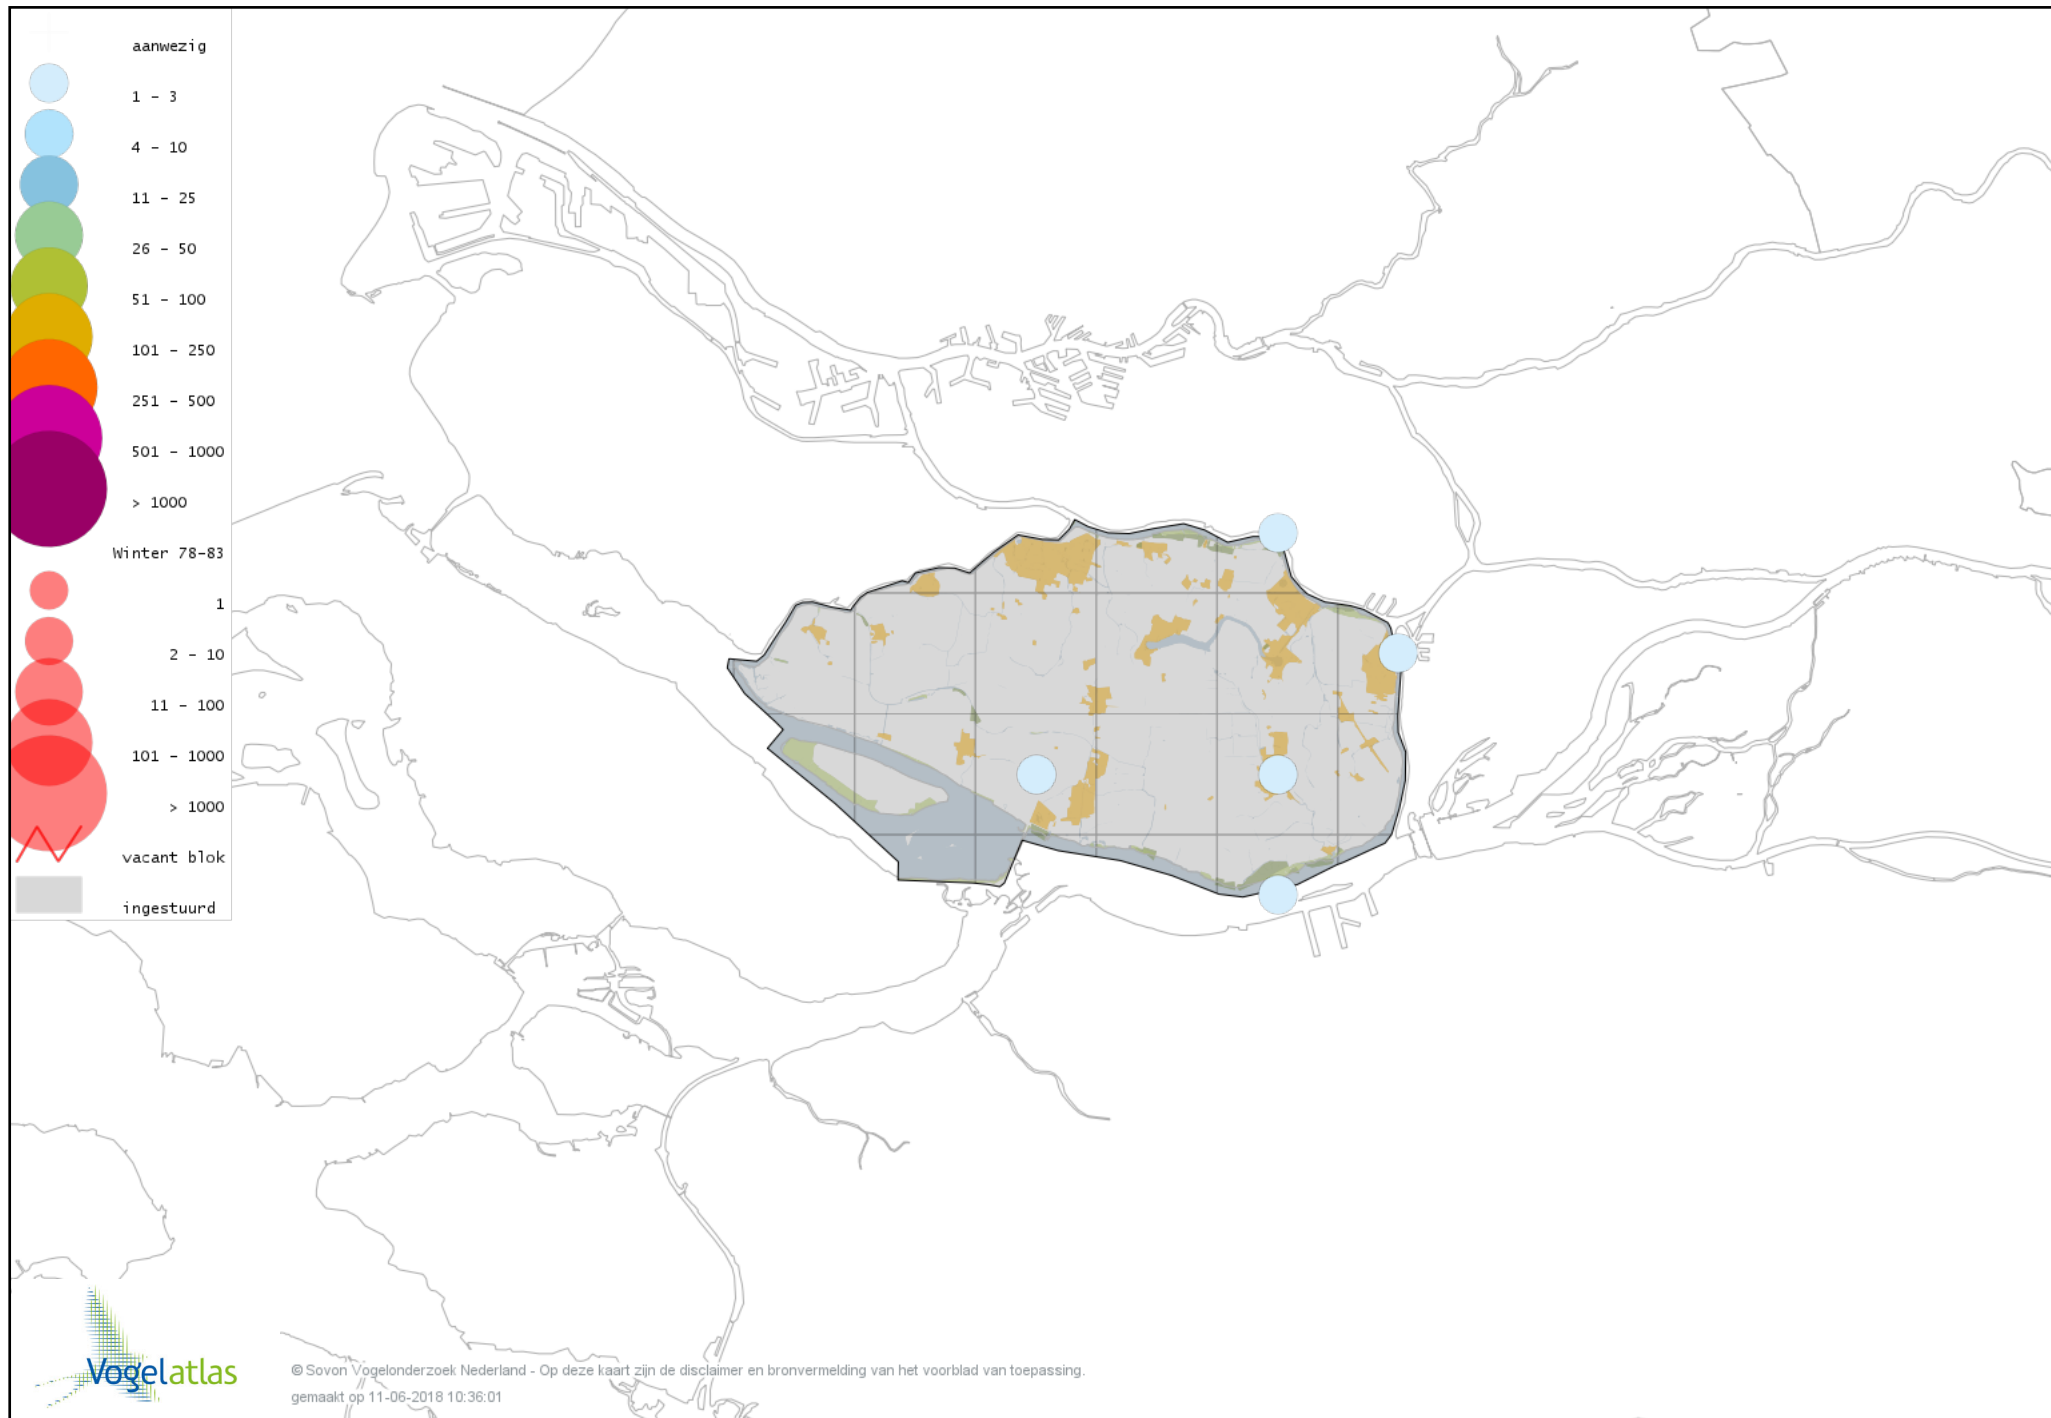 aanwezig
1 - 3
4 - 10
11 - 25
26 - 50
51 - 100
101 - 250
251 - 500
501 - 1000
> 1000
Winter 78-83
1
2 - 10
11 - 100
101 - 1000
> 1000
vacant blok
ingestuurd
Vogelatlas
© Sovon Vogelonderzoek Nederland - Op deze kaart zijn de disclaimer en bronvermelding van het voorblad van toepassing.
gemaakt op 11-06-2018 10:36:01